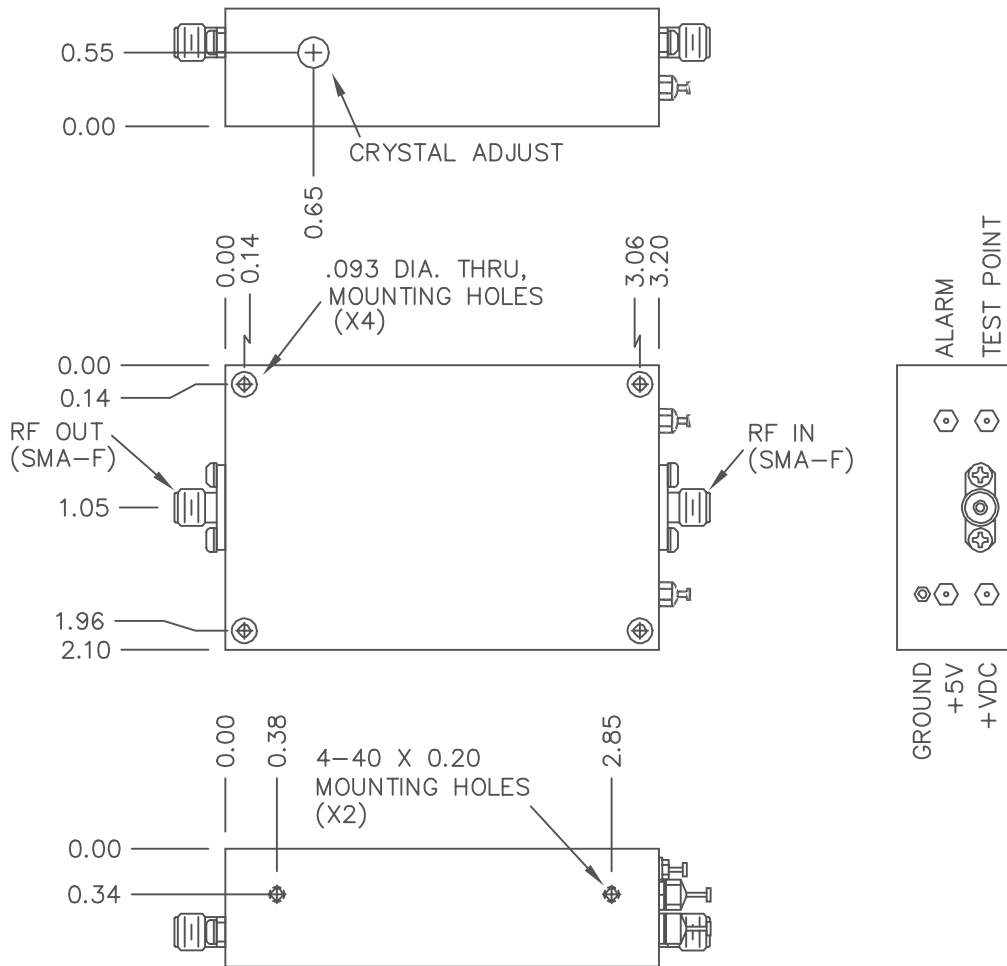 0.55
0.00
CRYSTAL ADJUST
0.65
0.00
0.14
.093 DIA. THRU,
MOUNTING HOLES
(X4)
3.06
3.20
0.00
0.14
RF OUT
(SMA-F)
1.05
RF IN
(SMA-F)
1.96
2.10
ALARM
TEST POINT
GROUND
+5V
+VDC
0.00
0.38
4-40 X 0.20
MOUNTING HOLES
(X2)
2.85
0.00
0.34